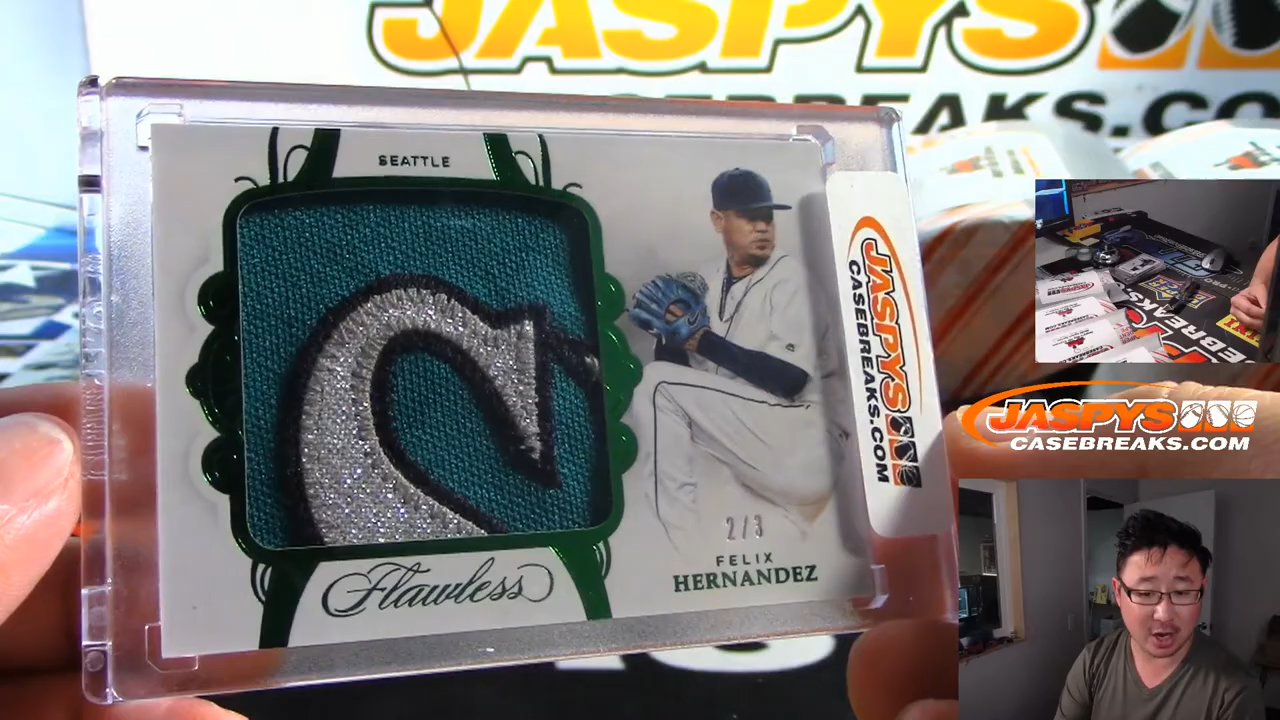 JASPYS
CASEBREAKS.CO
SEATTLE
JASPYS
CASEBREAKS.COM
2/3
FELIX
HERNANDEZ
Flawless
JASPYS
CASEBREAKS.COM